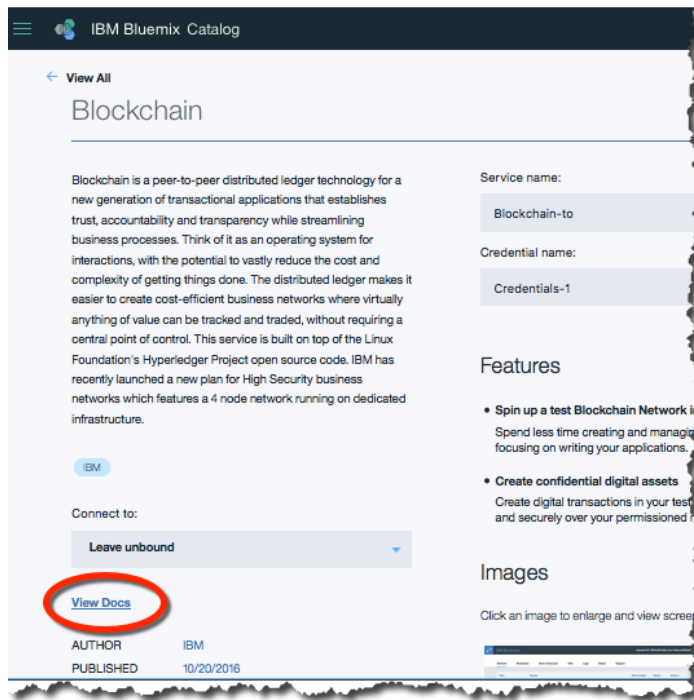 IBM Bluemix Catalog
← View All
Blockchain
Blockchain is a peer-to-peer distributed ledger technology for a
new generation of transactional applications that establishes
trust, accountability and transparency while streamlining
business processes. Think of it as an operating system for
interactions, with the potential to vastly reduce the cost and
complexity of getting things done. The distributed ledger makes it
easier to create cost-efficient business networks where virtually
anything of value can be tracked and traded, without requiring a
central point of control. This service is built on top of the Linux
Foundation's Hyperledger Project open source code. IBM has
recently launched a new plan for High Security business
networks which features a 4 node network running on dedicated
infrastructure.
IBM
Connect to:
Leave unbound
View Docs
AUTHOR IBM
PUBLISHED 10/20/2016
Service name:
Blockchain-to
Credential name:
Credentials-1
Features
• Spin up a test Blockchain Network
Spend less time creating and
focusing on writing your applications.
• Create confidential digital assets
Create digital transactions in your test
and securely over your permissioned
Images
Click an image to enlarge and view